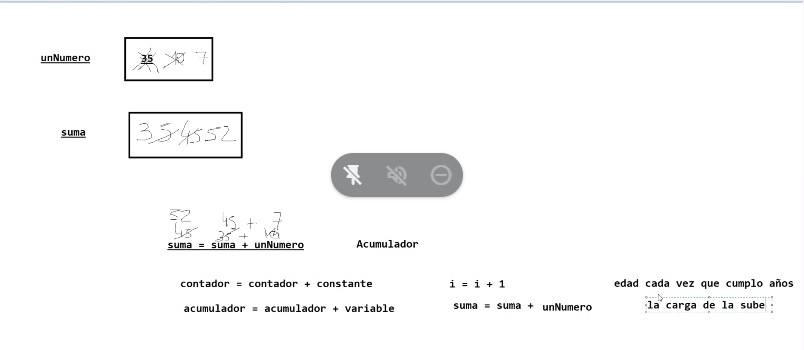 unNumero 35 10 7
suma 35 45 52
52 45 + 7
45 35 + 10
suma = suma + unNumero Acumulador
contador = contador + constante i = i + 1 edad cada vez que cumplo años
acumulador = acumulador + variable suma = suma + unNumero la carga de la sube